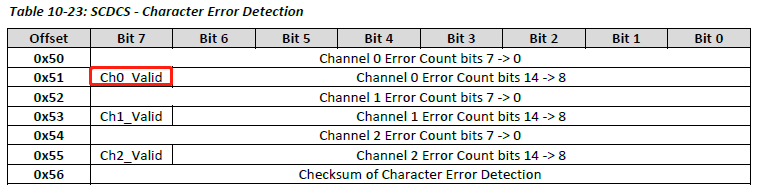 Table 10-23: SCDCS - Character Error Detection
Offset Bit 7 Bit 6 Bit 5 Bit 4 Bit 3 Bit 2 Bit 1 Bit 0
0x50 Channel 0 Error Count bits 7 -> 0
0x51 Ch0_Valid Channel 0 Error Count bits 14 -> 8
0x52 Channel 1 Error Count bits 7 -> 0
0x53 Ch1_Valid Channel 1 Error Count bits 14 -> 8
0x54 Channel 2 Error Count bits 7 -> 0
0x55 Ch2_Valid Channel 2 Error Count bits 14 -> 8
0x56 Checksum of Character Error Detection